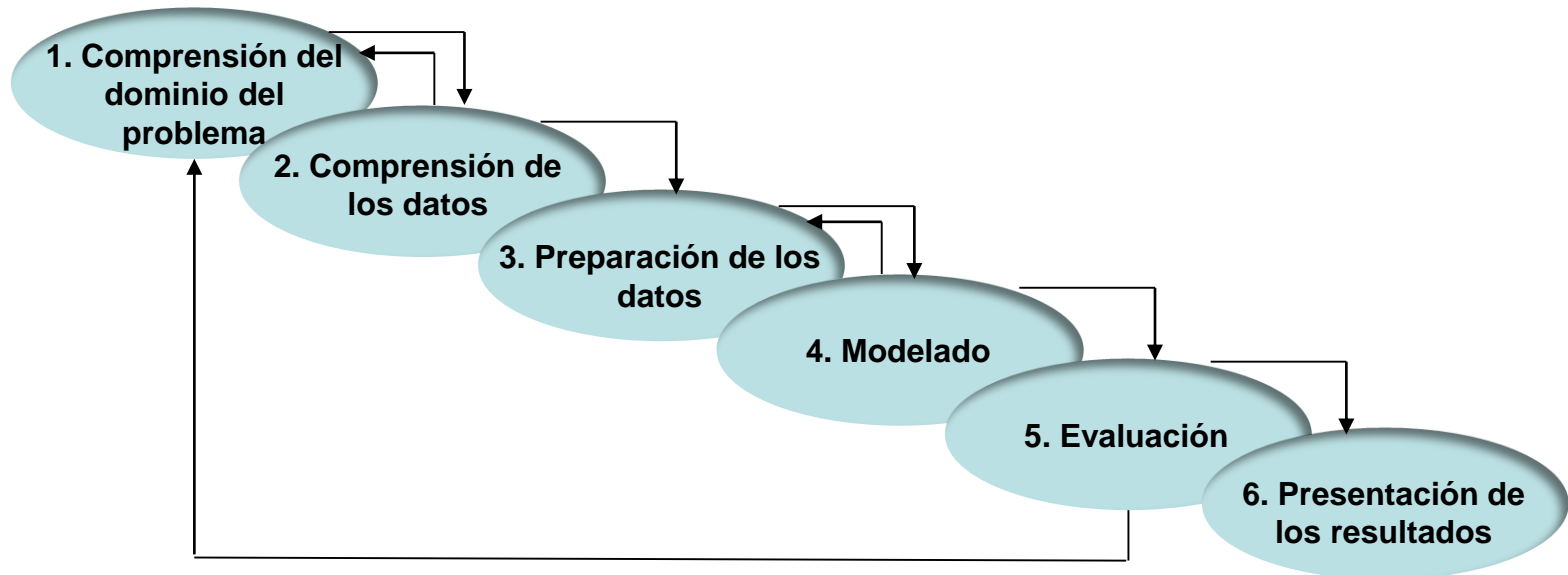 1. Comprensión del
dominio del
problema
2. Comprensión de
los datos
3. Preparación de los
datos
4. Modelado
5. Evaluación
6. Presentación de
los resultados